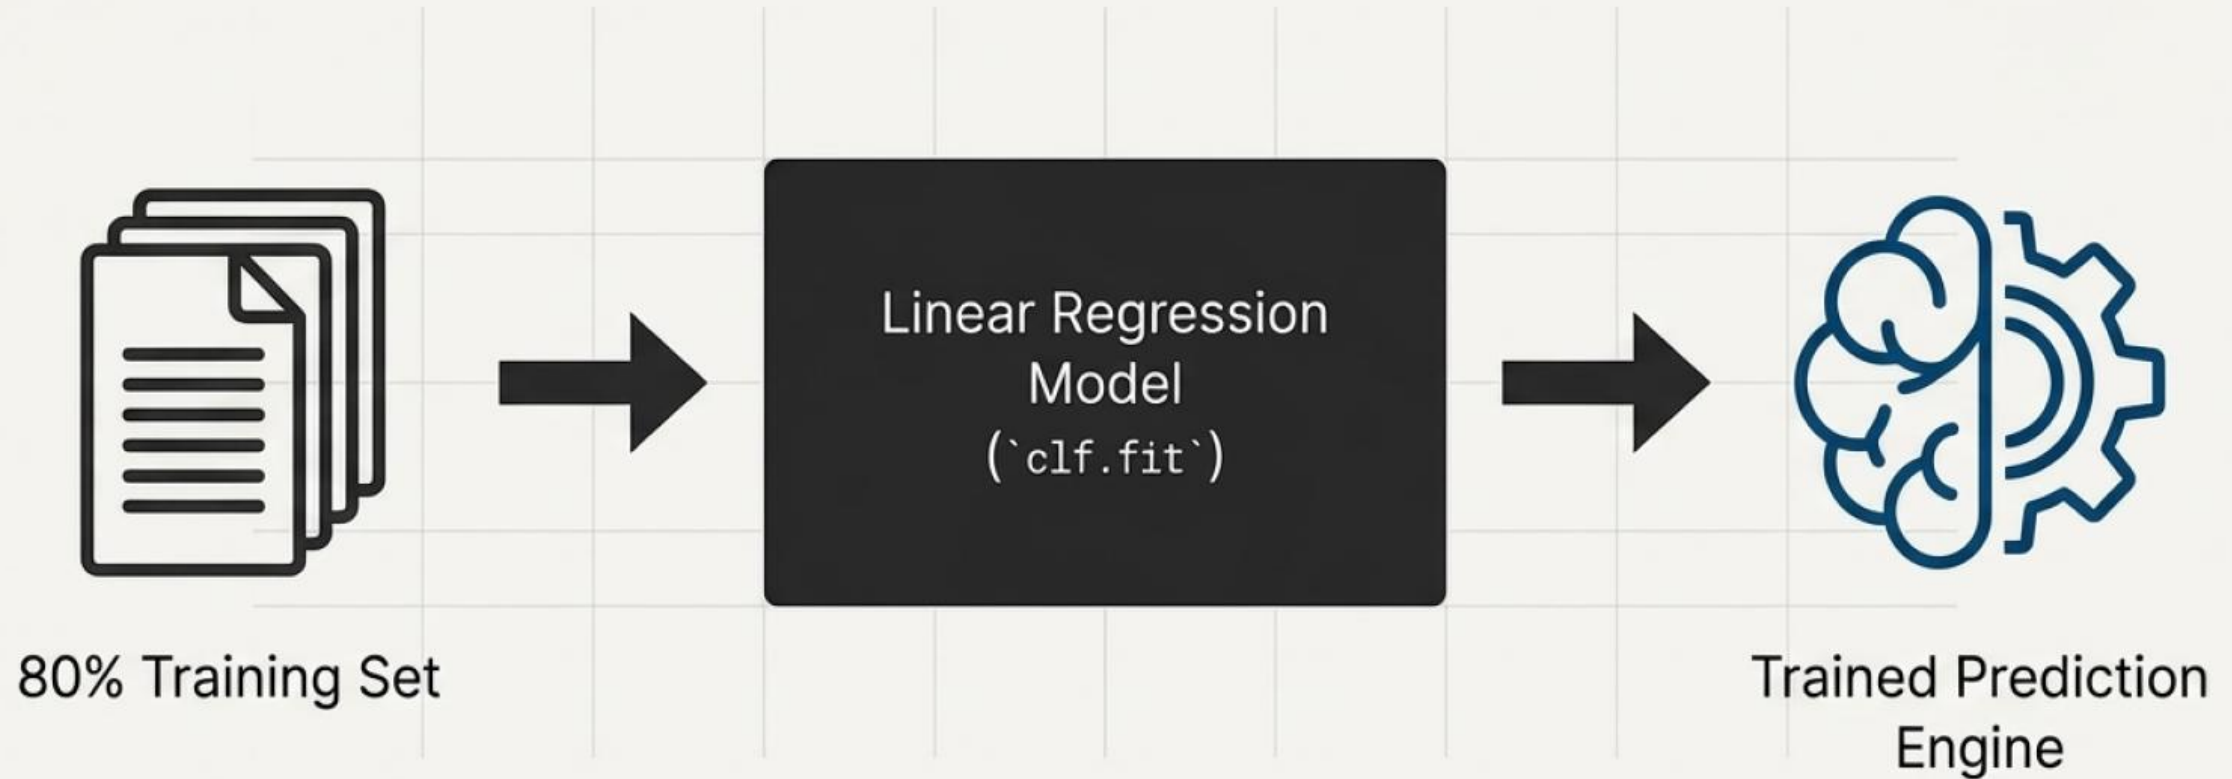 Linear Regression
Model
(`clf.fit`)
80% Training Set
Trained Prediction
Engine